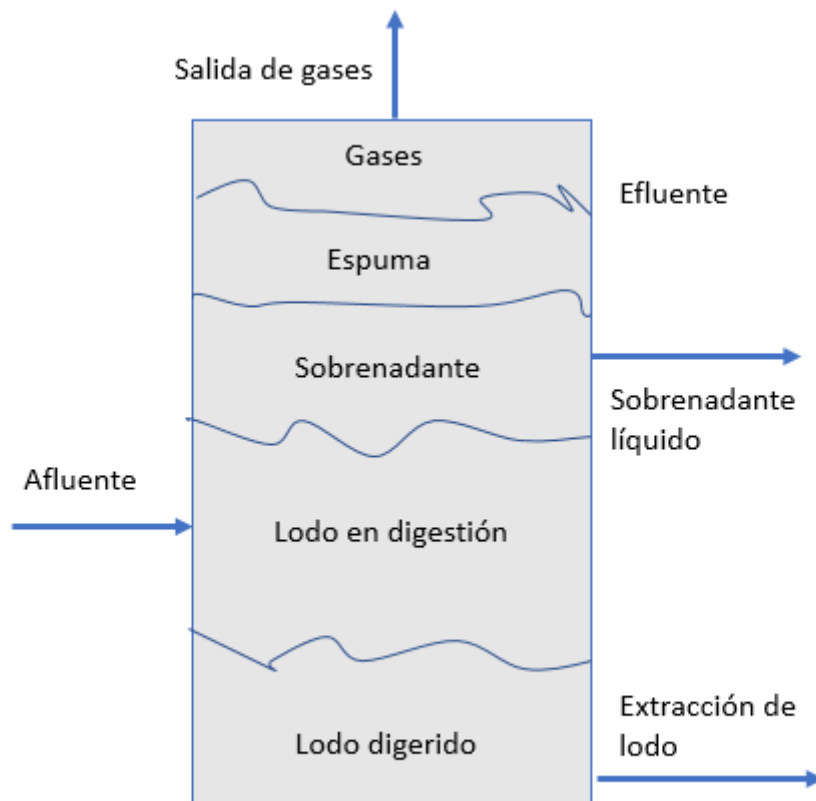 Salida de gases
Gases
Efluente
Espuma
Sobrenadante
Sobrenadante
líquido
Afluente
Lodo en digestión
Extracción de
lodo
Lodo digerido